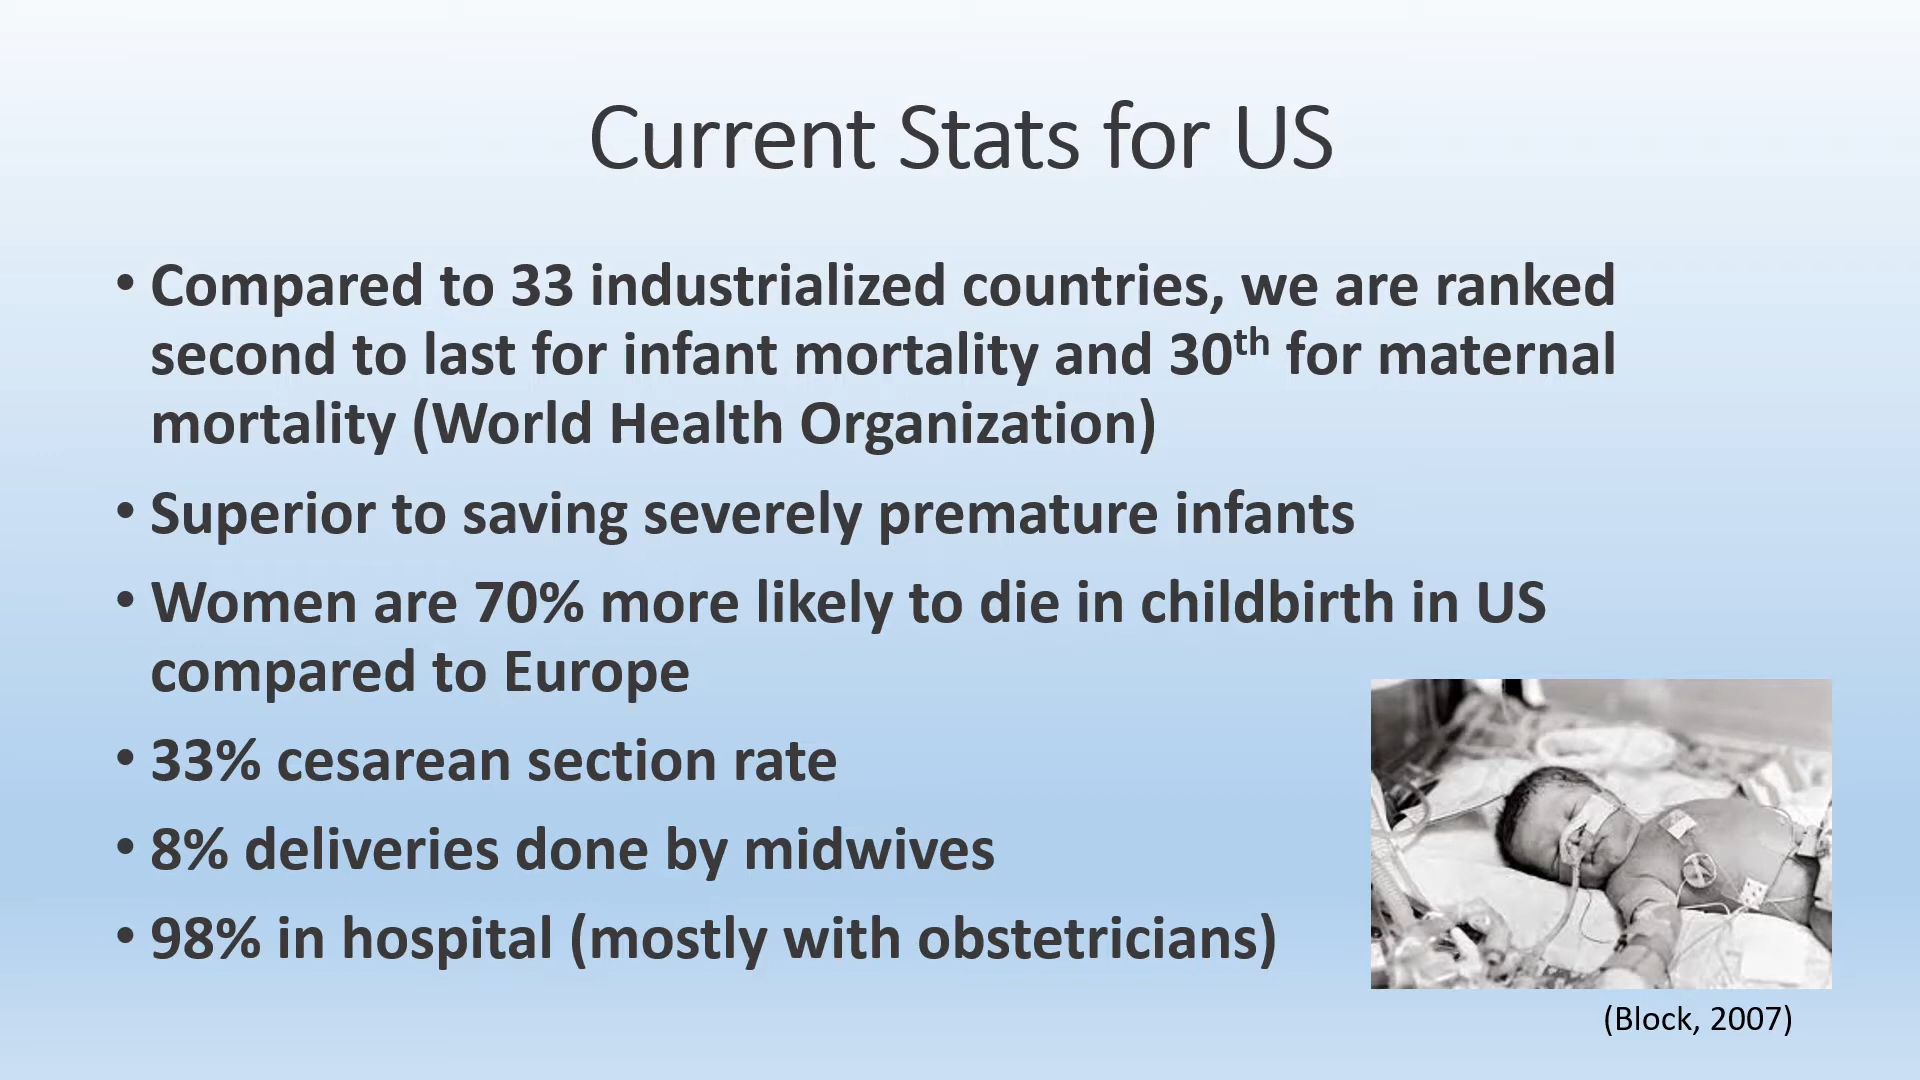 Current Stats for US
• Compared to 33 industrialized countries, we are ranked
second to last for infant mortality and 30th for maternal
mortality (World Health Organization)
• Superior to saving severely premature infants
• Women are 70% more likely to die in childbirth in US
compared to Europe
• 33% cesarean section rate
• 8% deliveries done by midwives
• 98% in hospital (mostly with obstetricians)
(Block, 2007)